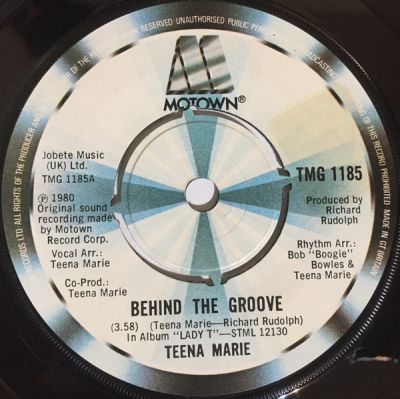 RECORDS LTD. ALL RIGHTS OF THE PRODUCER AND
OF THE RECORDED WORK RESERVED UNAUTHORISED PUBLIC
PROHIBITED. MADE IN GT BRITAIN
M
MOTOWN®
Jobete Music
(UK) Ltd.
TMG 1185A
Ⓟ 1980
Original sound
recording made
by Motown
Record Corp.
Vocal Arr.:
Teena Marie
Co-Prod.:
Teena Marie
TMG 1185
Produced by
Richard
Rudolph
Rhythm Arr.:
Bob "Boogie"
Bowles &
Teena Marie
BEHIND THE GROOVE
(3.58) (Teena Marie—Richard Rudolph)
In Album "LADY T"—STML 12130
TEENA MARIE